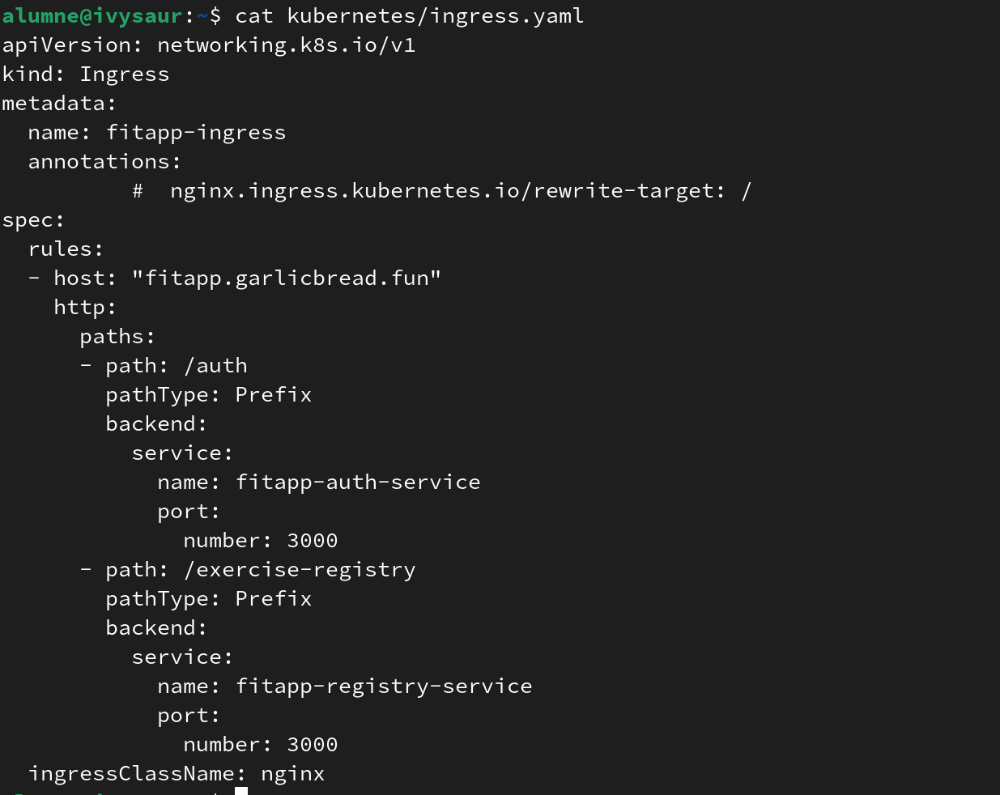 alumne@ivysaur:~$ cat kubernetes/ingress.yaml
apiVersion: networking.k8s.io/v1
kind: Ingress
metadata:
  name: fitapp-ingress
  annotations:
          #  nginx.ingress.kubernetes.io/rewrite-target: /
spec:
  rules:
  - host: "fitapp.garlicbread.fun"
    http:
      paths:
      - path: /auth
        pathType: Prefix
        backend:
          service:
            name: fitapp-auth-service
            port:
              number: 3000
      - path: /exercise-registry
        pathType: Prefix
        backend:
          service:
            name: fitapp-registry-service
            port:
              number: 3000
  ingressClassName: nginx